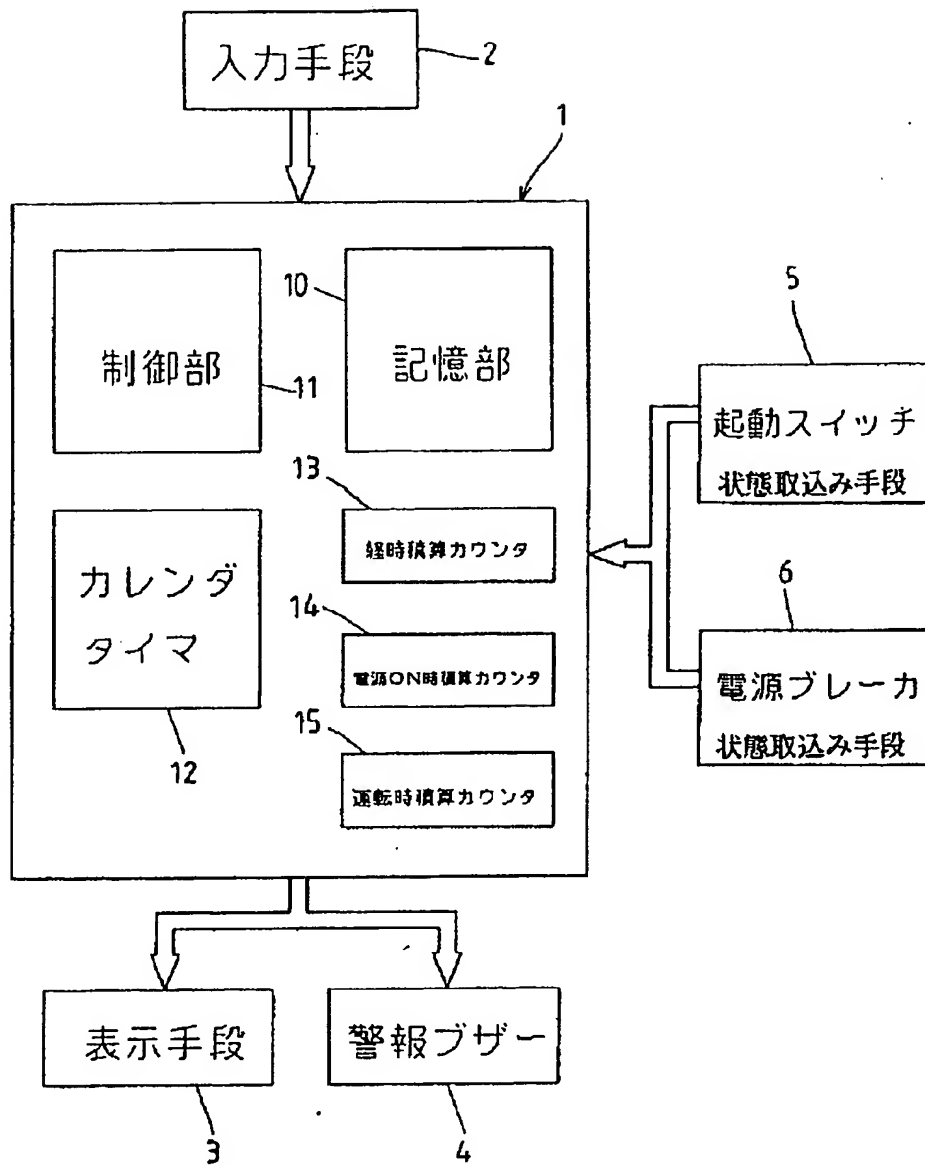 入力手段
2
1
制御部
11
10
記憶部
5
起動スイッチ
状態取込み手段
13
経時積算カウンタ
カレンダ
タイマ
12
14
電源ON時積算カウンタ
6
電源ブレーカ
状態取込み手段
15
運転時積算カウンタ
表示手段
3
警報ブザー
4